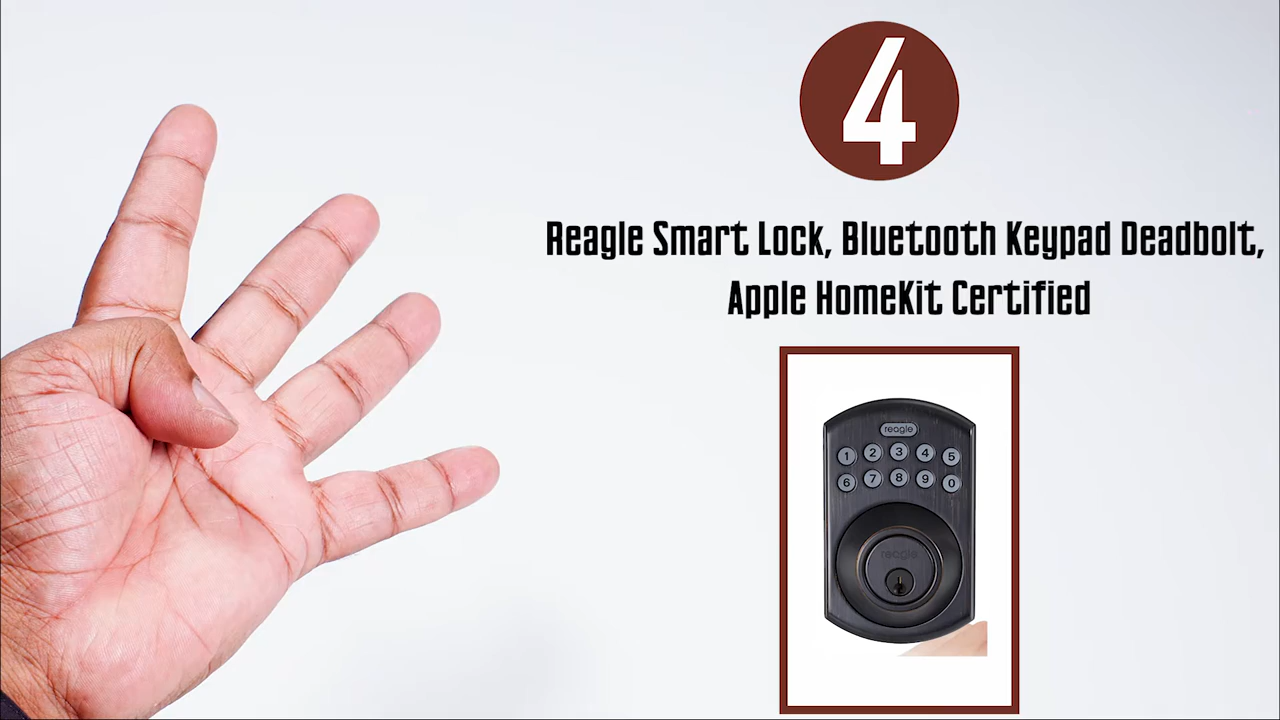 4
Reagle Smart Lock, Bluetooth Keypad Deadbolt,
Apple HomeKit Certified
reagle
1 2 3 4 5
6 7 8 9 0
reagle